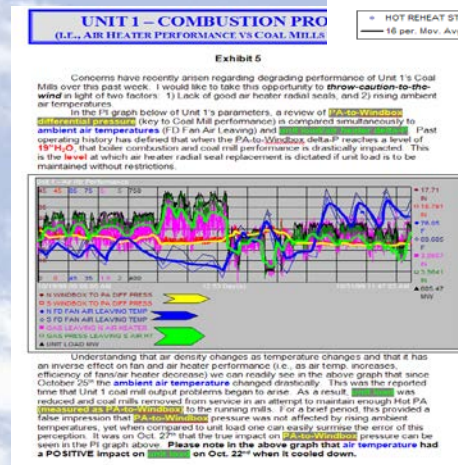 UNIT 1 – COMBUSTION PRO
(I.E., AIR HEATER PERFORMANCE VS COAL MILLS
HOT REHEAT ST
16 per. Mov. Av
Exhibit 5
Concerns have recently arisen regarding degrading performance of Unit 1's Coal
Mills over this past week. I would like to take this opportunity to throw-caution-to-the-
wind in light of two factors: 1) Lack of good air heater radial seals, and 2) rising ambient
air temperatures.
In the PI graph below of Unit 1's parameters, a review of PA-to-Windbox
differential pressure (key to Coal Mill performance) is compared simultaneously to
ambient air temperatures (FD Fan Air Leaving) and Past
operating history has defined that when the PA-to-Windbox delta-P reaches a level of
19"H2O, that boiler combustion and coal mill performance is drastically impacted. This
is the level at which air heater radial seal replacement is dictated if unit load is to be
maintained without restrictions.
17.71
IN
16.791
IN
F
F
IN
IN
605.47
MW
N WINDBOX TO PA DIFF PRESS
S WINDBOX TO PA DIFF PRESS
N FD FAN AIR LEAVING TEMP
S FD FAN AIR LEAVING TEMP
GAS LEAVING N AIR HEATER
GAS PRESS LEAVING S AIR HT
UNIT LOAD MW
Understanding that air density changes as temperature changes and that it has
an inverse effect on fan and air heater performance (i.e., as air temp. increases,
efficiency of fans/air heater decrease) we can readily see in the above graph that since
October 25th the ambient air temperature changed drastically. This was the reported
time that Unit 1 coal mill output problems began to arise. As a result, was
reduced and coal mills removed from service in an attempt to maintain enough Hot PA
(measured as PA-to-Windbox) to the running mills. For a brief period, this provided a
false impression that PA-to-Windbox pressure was not affected by rising ambient
temperatures, yet when compared to unit load one can easily surmise the error of this
perception. It was on Oct. 27th that the true impact on PA-to-Windbox pressure can be
seen in the PI graph above. Please note in the above graph that air temperature had
a POSITIVE impact on on Oct. 22nd when it cooled down.